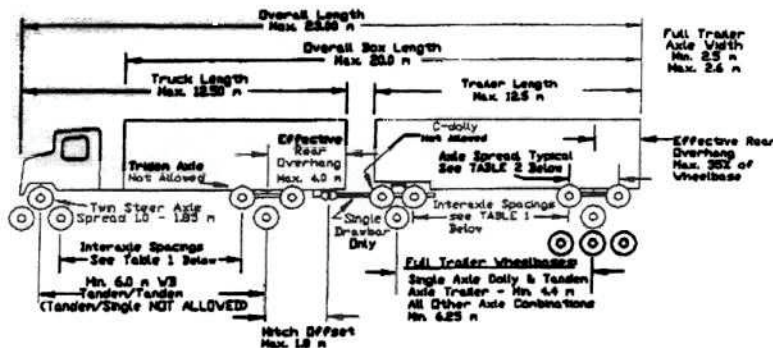 Overall Length
Max. 23.00 m
Overall Box Length
Max. 20.0 m
Full Trailer
Axle Width
Min. 2.5 m
Max. 2.6 m
Truck Length
Max. 12.50 m
Trailer Length
Max. 12.5 m
Effective
Rear
Overhang
Max. 4.0 m
C-dolly
Not Allowed
Axle Spread Typical
See TABLE 2 Below
Effective Rear
Overhang
Max. 35% of
Wheelbase
Tridem Axle
Not Allowed
Twin Steer Axle
Spread 1.0 - 1.85 m
Single
Drawbar
Only
Interaxle Spacings
see TABLE 1
Below
Interaxle Spacings
See Table 1 Below
Min. 6.0 m WB
Tandem/Tandem
(Tandem/Single NOT ALLOWED)
Hitch Offset
Max. 1.8 m
Full Trailer Wheelbases
Single Axle Dolly & Tandem
Axle Trailer - Min. 4.4 m
All Other Axle Combinations
Min. 6.25 m